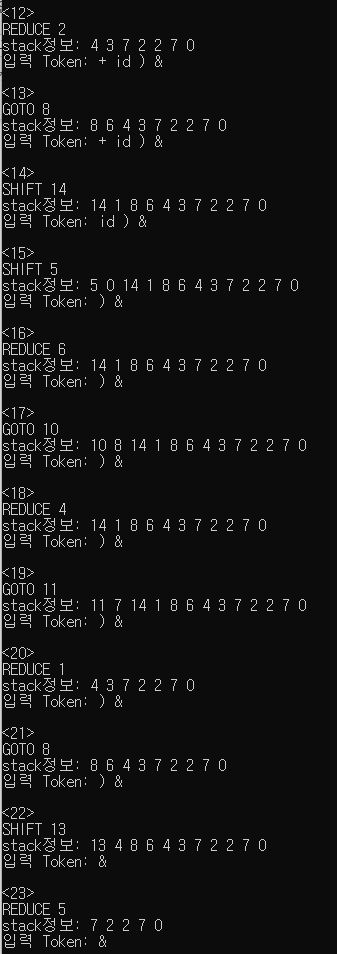 <12>
REDUCE 2
stack정보: 4 3 7 2 2 7 0
입력 Token: + id ) &
<13>
GOTO 8
stack정보: 8 6 4 3 7 2 2 7 0
입력 Token: + id ) &
<14>
SHIFT 14
stack정보: 14 1 8 6 4 3 7 2 2 7 0
입력 Token: id ) &
<15>
SHIFT 5
stack정보: 5 0 14 1 8 6 4 3 7 2 2 7 0
입력 Token: ) &
<16>
REDUCE 6
stack정보: 14 1 8 6 4 3 7 2 2 7 0
입력 Token: ) &
<17>
GOTO 10
stack정보: 10 8 14 1 8 6 4 3 7 2 2 7 0
입력 Token: ) &
<18>
REDUCE 4
stack정보: 14 1 8 6 4 3 7 2 2 7 0
입력 Token: ) &
<19>
GOTO 11
stack정보: 11 7 14 1 8 6 4 3 7 2 2 7 0
입력 Token: ) &
<20>
REDUCE 1
stack정보: 4 3 7 2 2 7 0
입력 Token: ) &
<21>
GOTO 8
stack정보: 8 6 4 3 7 2 2 7 0
입력 Token: ) &
<22>
SHIFT 13
stack정보: 13 4 8 6 4 3 7 2 2 7 0
입력 Token: &
<23>
REDUCE 5
stack정보: 7 2 2 7 0
입력 Token: &